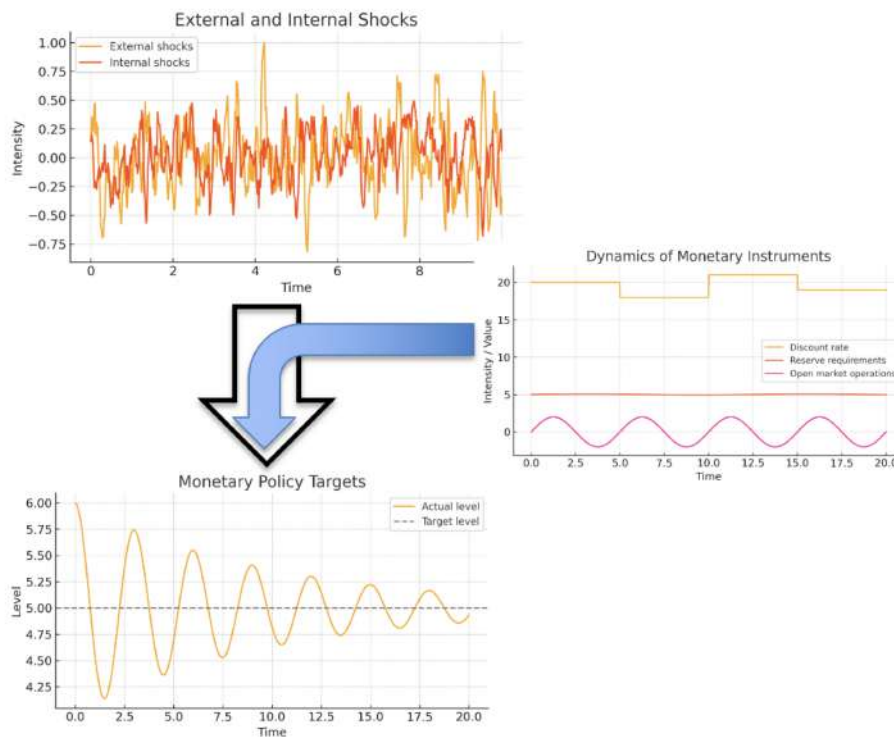 External and Internal Shocks
External shocks
Internal shocks
1.00
0.75
0.50
0.25
0.00
−0.25
−0.50
−0.75
Intensity
0 2 4 6 8
Time
Dynamics of Monetary Instruments
20
15
10
5
0
Intensity / Value
Discount rate
Reserve requirements
Open market operations
0.0 2.5 5.0 7.5 10.0 12.5 15.0 17.5 20.0
Time
Monetary Policy Targets
Actual level
Target level
6.00
5.75
5.50
5.25
5.00
4.75
4.50
4.25
Level
0.0 2.5 5.0 7.5 10.0 12.5 15.0 17.5 20.0
Time